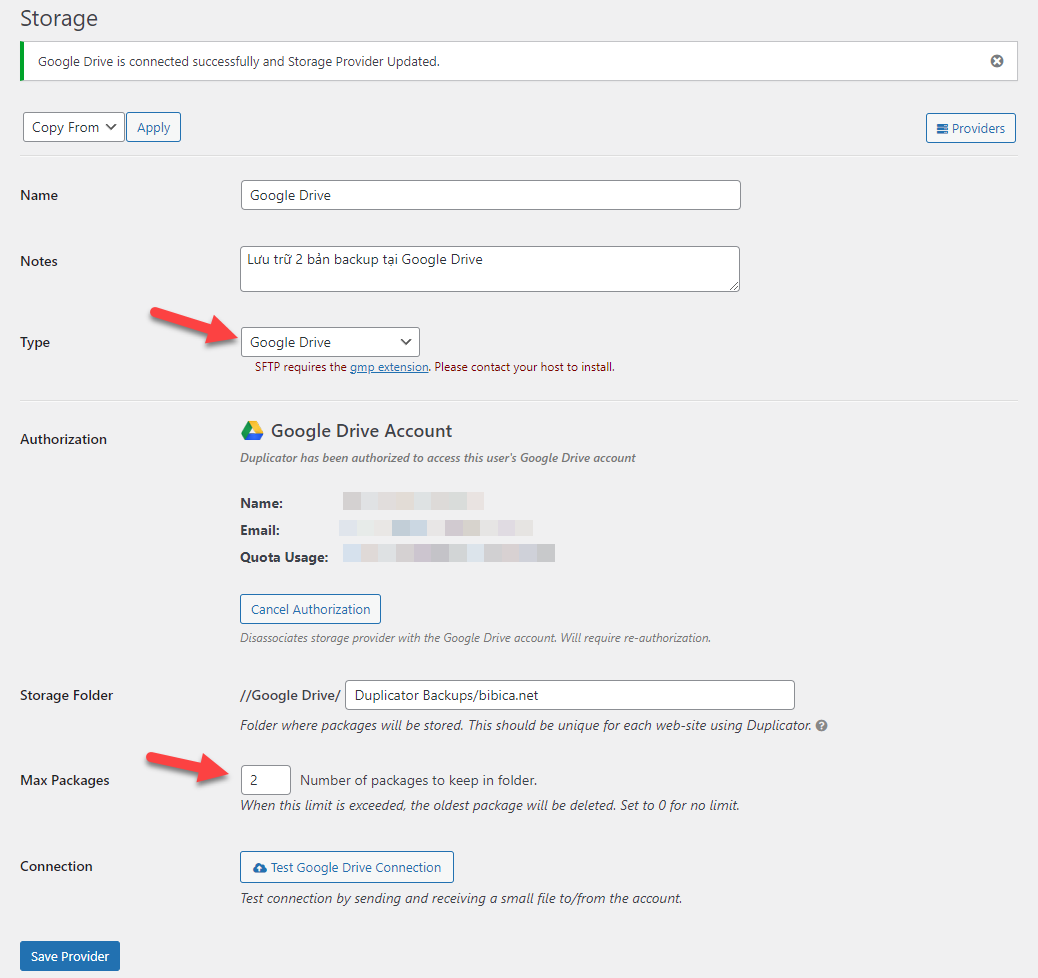 Storage
Google Drive is connected successfully and Storage Provider Updated.
Copy From Apply Providers
Name Google Drive
Notes Lưu trữ 2 bản backup tại Google Drive
Type Google Drive
SFTP requires the gmp extension. Please contact your host to install.
Authorization Google Drive Account
Duplicator has been authorized to access this user's Google Drive account
Name:
Email:
Quota Usage:
Cancel Authorization
Disassociates storage provider with the Google Drive account. Will require re-authorization.
Storage Folder //Google Drive/ Duplicator Backups/bibica.net
Folder where packages will be stored. This should be unique for each web-site using Duplicator. ?
Max Packages 2 Number of packages to keep in folder.
When this limit is exceeded, the oldest package will be deleted. Set to 0 for no limit.
Connection Test Google Drive Connection
Test connection by sending and receiving a small file to/from the account.
Save Provider